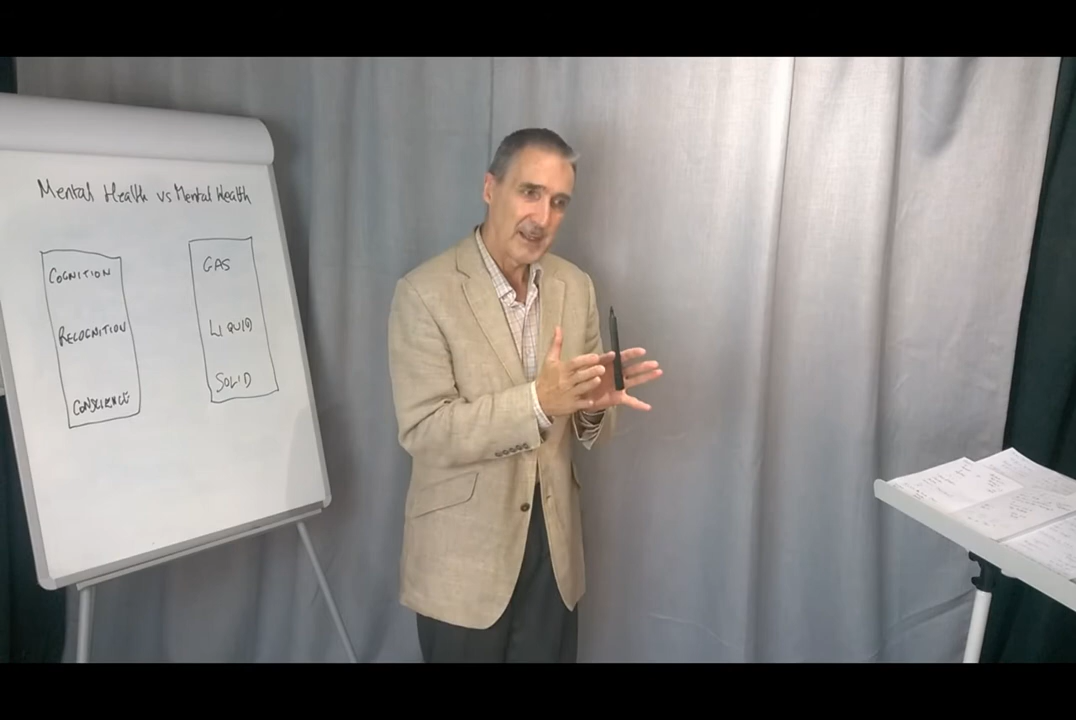 Mental Health vs Mental Health
COGNITION
RECOGNITION
CONSCIENCE
GAS
LIQUID
SOLID